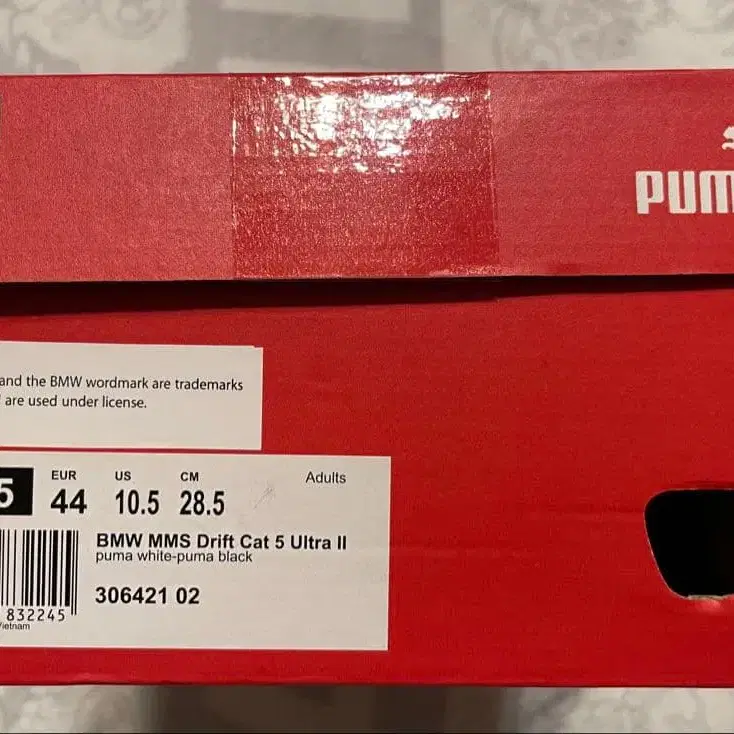 PUM
and the BMW wordmark are trademarks
are used under license.
5 EUR US CM Adults
44 10.5 28.5
BMW MMS Drift Cat 5 Ultra II
puma white-puma black
306421 02
832245
Vietnam